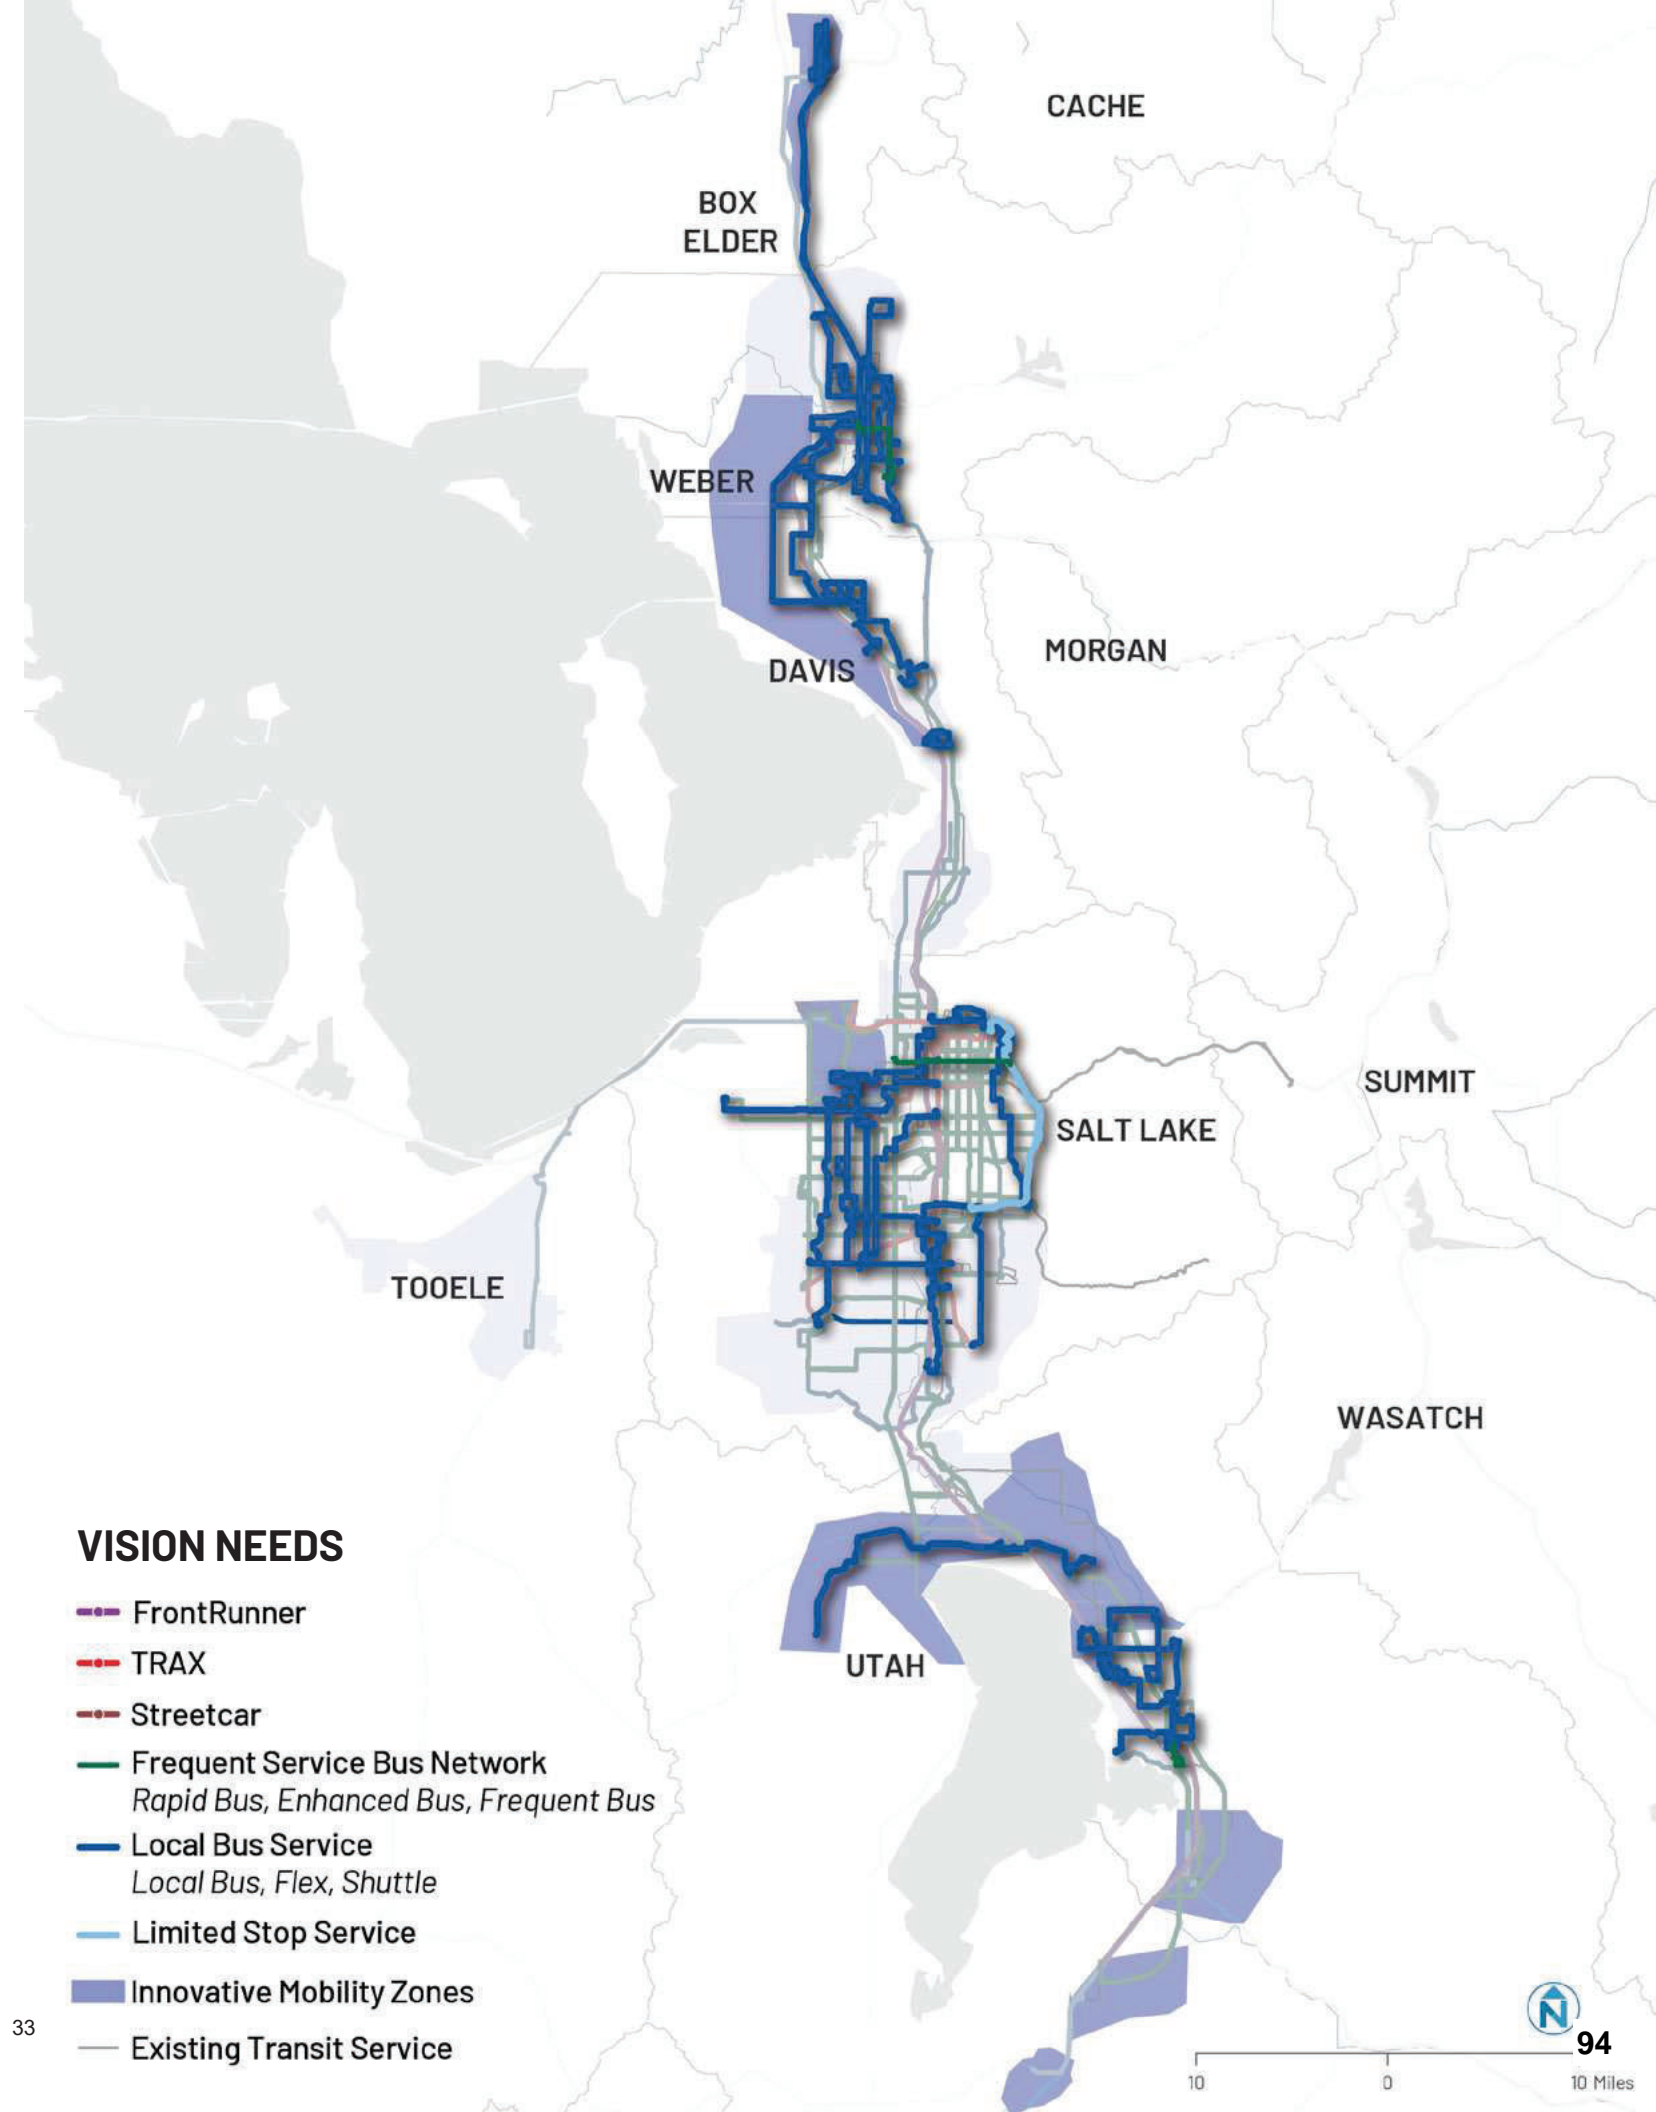 CACHE
BOX
ELDER
WEBER
MORGAN
DAVIS
SUMMIT
SALT LAKE
TOOELE
WASATCH
UTAH
VISION NEEDS
FrontRunner
TRAX
Streetcar
Frequent Service Bus Network
Rapid Bus, Enhanced Bus, Frequent Bus
Local Bus Service
Local Bus, Flex, Shuttle
Limited Stop Service
Innovative Mobility Zones
Existing Transit Service
33
N
94
10 0 10 Miles